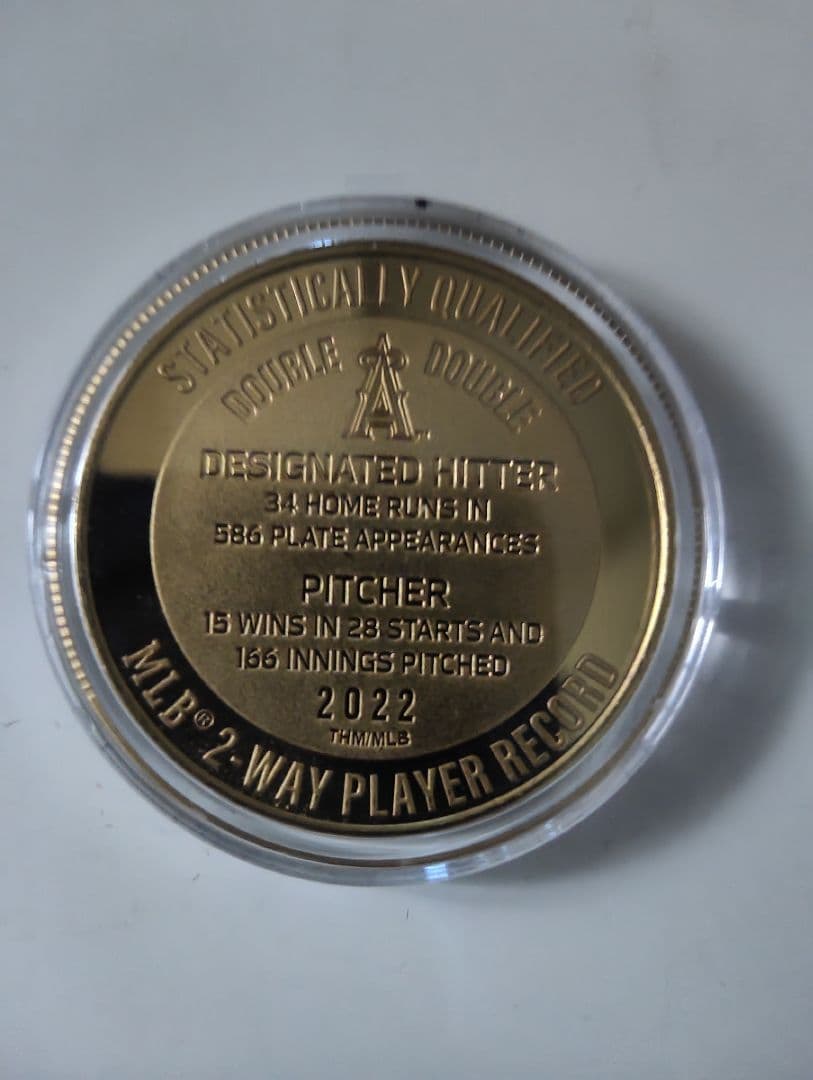 STATISTICALLY QUALIFIED
DOUBLE A DOUBLE
DESIGNATED HITTER
34 HOME RUNS IN
586 PLATE APPEARANCES
PITCHER
15 WINS IN 28 STARTS AND
166 INNINGS PITCHED
2022
THM/MLB
MLB® 2-WAY PLAYER RECORD